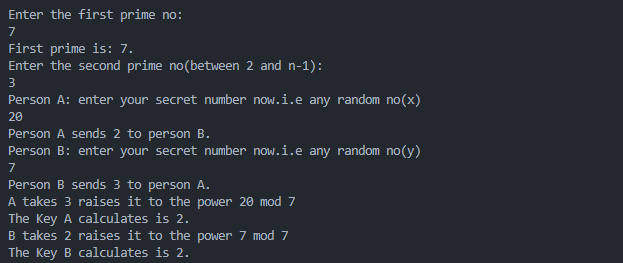 Enter the first prime no:
7
First prime is: 7.
Enter the second prime no(between 2 and n-1):
3
Person A: enter your secret number now.i.e any random no(x)
20
Person A sends 2 to person B.
Person B: enter your secret number now.i.e any random no(y)
7
Person B sends 3 to person A.
A takes 3 raises it to the power 20 mod 7
The Key A calculates is 2.
B takes 2 raises it to the power 7 mod 7
The Key B calculates is 2.